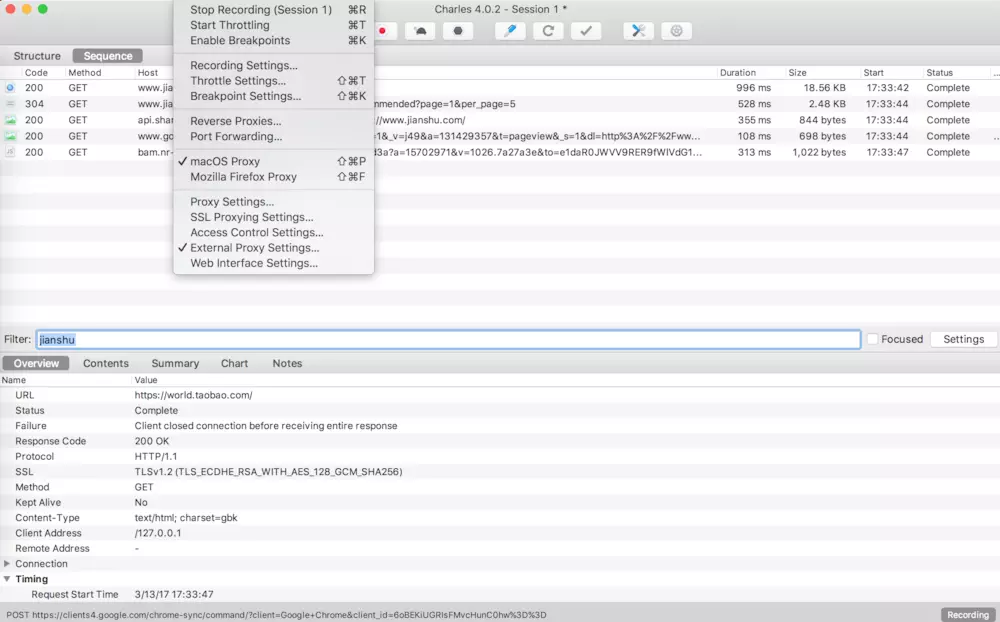 Charles 4.0.2 - Session 1 *
Stop Recording (Session 1) ⌘R
Start Throttling ⌘T
Enable Breakpoints ⌘K
Recording Settings...
Throttle Settings... ⇧⌘T
Breakpoint Settings... ⇧⌘K
Reverse Proxies...
Port Forwarding...
✓ macOS Proxy ⇧⌘P
Mozilla Firefox Proxy ⇧⌘F
Proxy Settings...
SSL Proxying Settings...
Access Control Settings...
✓ External Proxy Settings...
Web Interface Settings...
Structure Sequence
Code Method Host Duration Size Start Status ...
200 GET www.jia 996 ms 18.56 KB 17:33:42 Complete
304 GET www.jia mmended?page=1&per_page=5 528 ms 2.48 KB 17:33:44 Complete
200 GET api.shar //www.jianshu.com/ 355 ms 844 bytes 17:33:44 Complete
200 GET www.go 1&_v=j49&a=131429357&t=pageview&_s=1&dl=http%3A%2F%2Fww... 108 ms 698 bytes 17:33:44 Complete ...
200 GET bam.nr- d3a?a=15702971&v=1026.7a27a3e&to=e1daR0JWVV9RER9fWlVdG1... 313 ms 1,022 bytes 17:33:47 Complete
Filter: jianshu Focused Settings
Overview Contents Summary Chart Notes
Name Value
URL https://world.taobao.com/
Status Complete
Failure Client closed connection before receiving entire response
Response Code 200 OK
Protocol HTTP/1.1
SSL TLSv1.2 (TLS_ECDHE_RSA_WITH_AES_128_GCM_SHA256)
Method GET
Kept Alive No
Content-Type text/html; charset=gbk
Client Address /127.0.0.1
Remote Address -
Connection
Timing
Request Start Time 3/13/17 17:33:47
POST https://clients4.google.com/chrome-sync/command/?client=Google+Chrome&client_id=6oBEKiUGRIsFMvcHunC0hw%3D%3D Recording